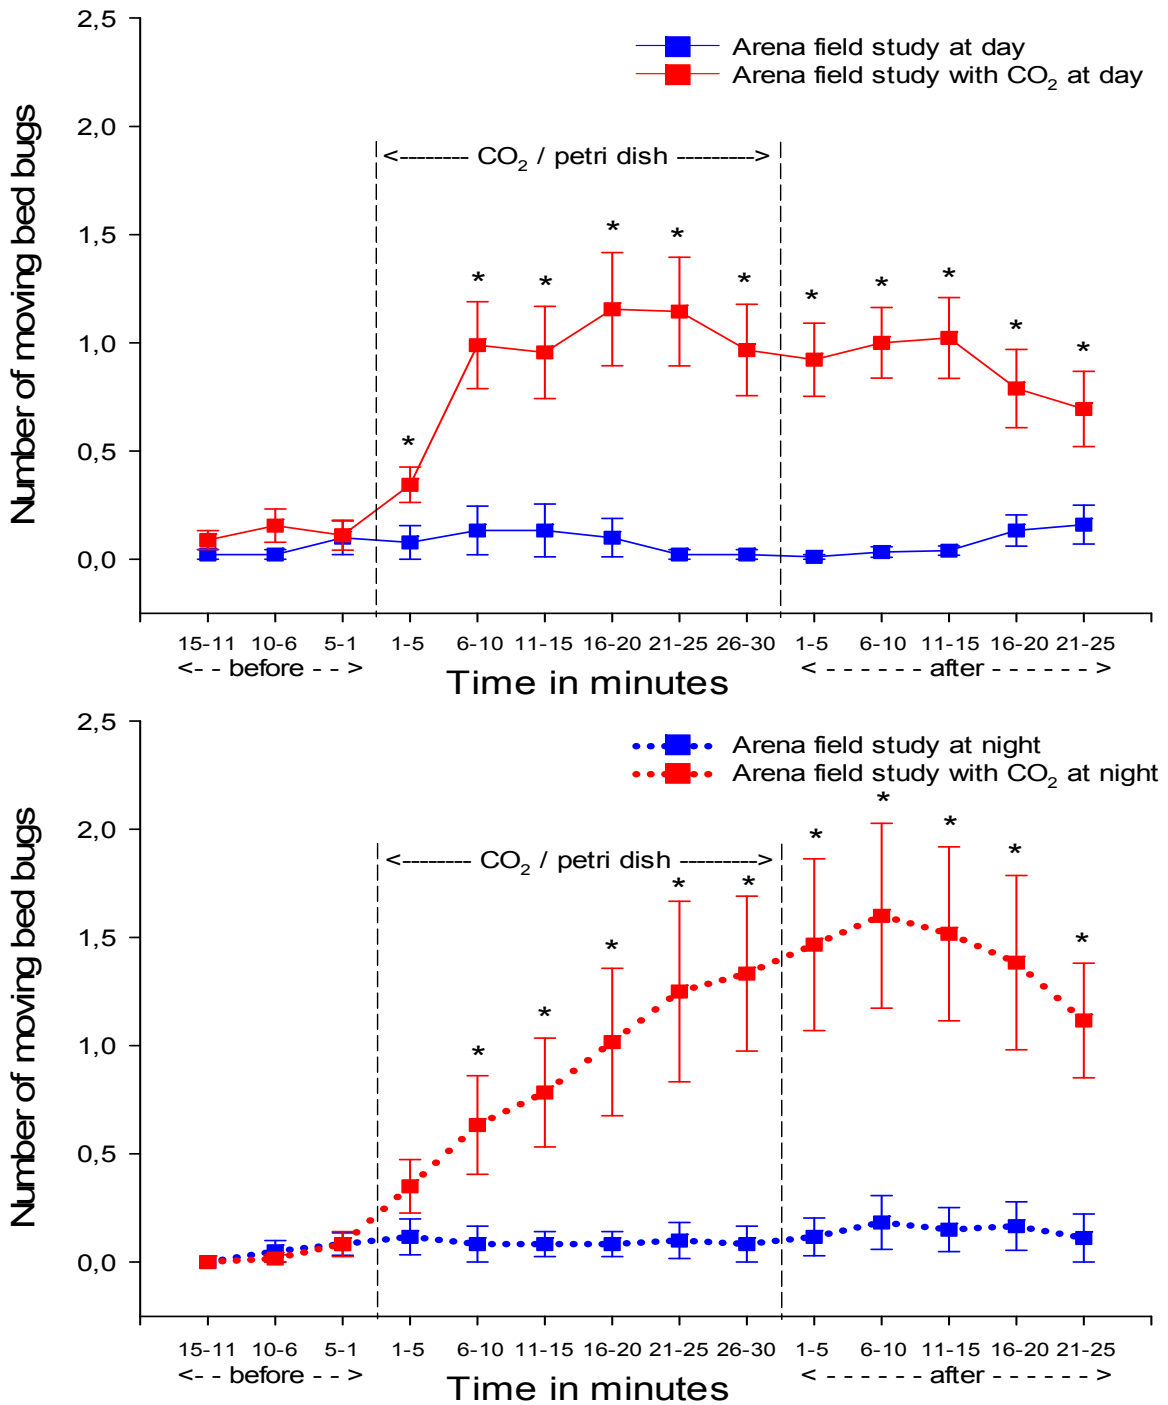 2,5
Arena field study at day
Arena field study with CO₂ at day
2,0
<-------- CO₂ / petri dish --------->
1,5
* * * * * * * * * * *
1,0
0,5
0,0
Number of moving bed bugs
15-11 10-6 5-1 1-5 6-10 11-15 16-20 21-25 26-30 1-5 6-10 11-15 16-20 21-25
<- - before - - > < - - - - - - after - - - - - - >
Time in minutes
2,5
Arena field study at night
Arena field study with CO₂ at night
2,0
<-------- CO₂ / petri dish --------->
* * * * * * * * * *
1,5
1,0
0,5
0,0
Number of moving bed bugs
15-11 10-6 5-1 1-5 6-10 11-15 16-20 21-25 26-30 1-5 6-10 11-15 16-20 21-25
<- - before - - > < - - - - - - after - - - - - - >
Time in minutes